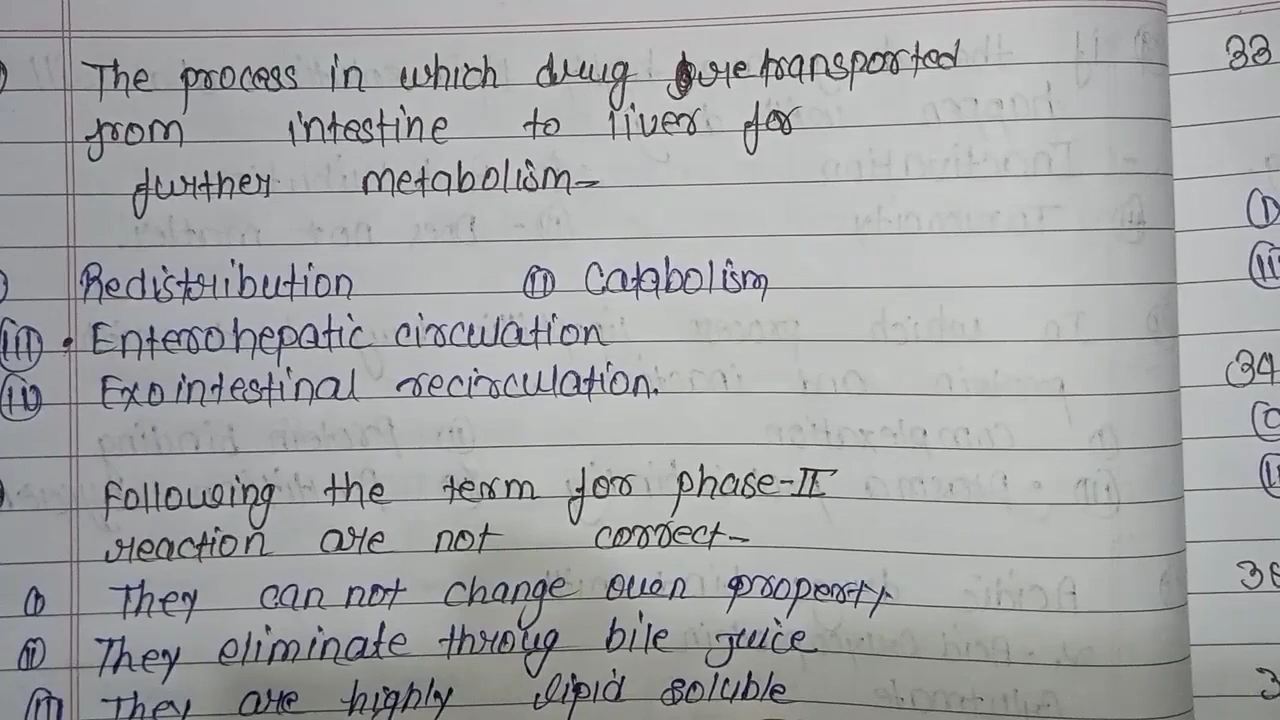 The process in which drug are transported
from intestine to liver for
further metabolism-
Redistribution (II) Catabolism
(III) • Enterohepatic circulation
(IV) Exointestinal recirculation.
Following the term for phase-II
reaction are not correct-
(I) They can not change property
(II) They eliminate throug bile juice
(III) They are highly lipid soluble
33
(I)
34